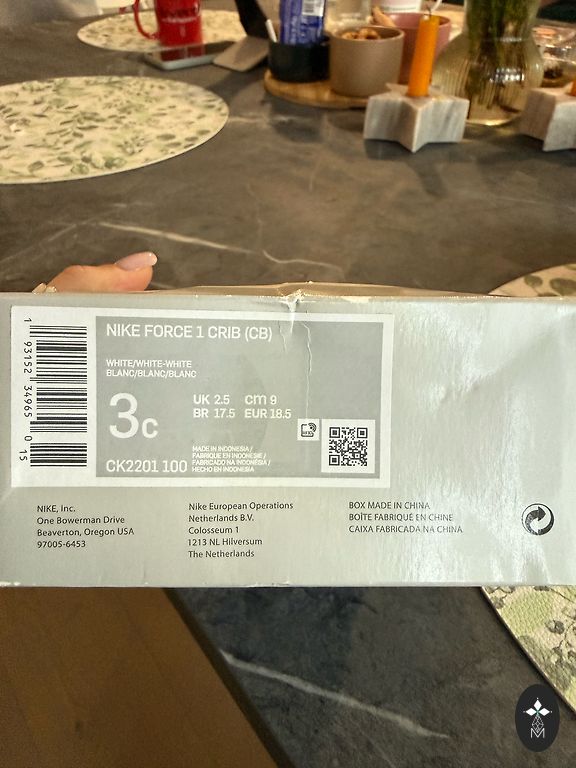 NIKE FORCE 1 CRIB (CB)
WHITE/WHITE-WHITE
BLANC/BLANC/BLANC
3c
UK 2.5 cm 9
BR 17.5 EUR 18.5
CK2201 100
MADE IN INDONESIA /
FABRIQUÉ EN INDONÉSIE /
FABRICADO NA INDONÉSIA /
HECHO EN INDONESIA
1 93152 34965 0 15
NIKE, Inc.
One Bowerman Drive
Beaverton, Oregon USA
97005-6453
Nike European Operations
Netherlands B.V.
Colosseum 1
1213 NL Hilversum
The Netherlands
BOX MADE IN CHINA
BOÎTE FABRIQUÉ EN CHINE
CAIXA FABRICADA NA CHINA